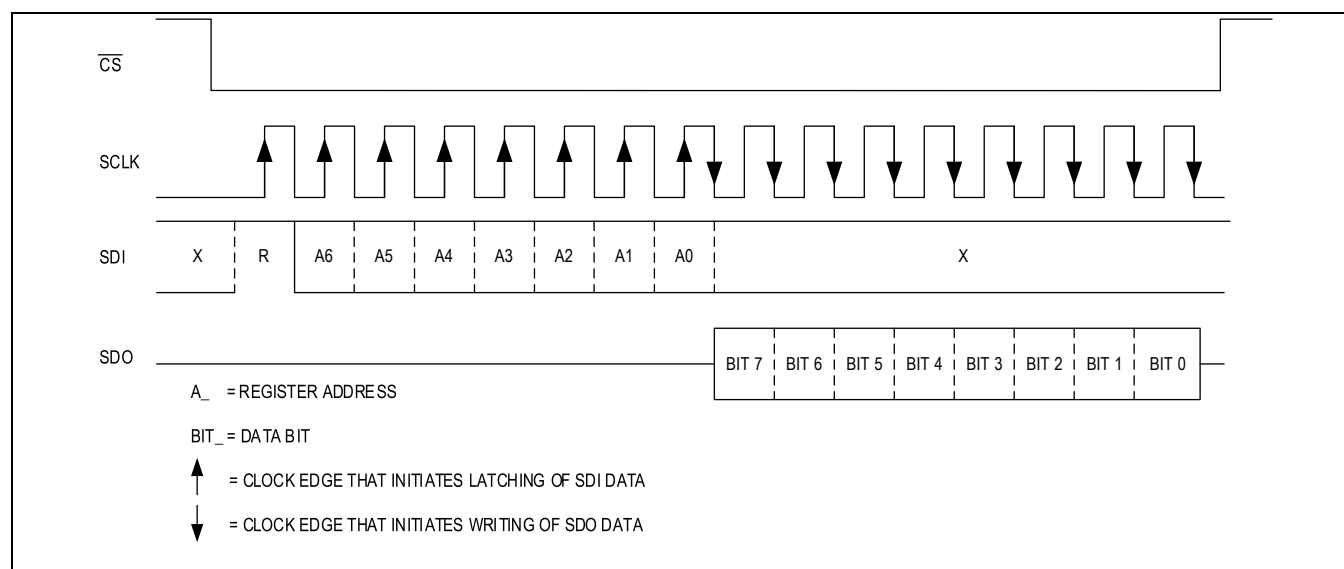 CS
SCLK
SDI X R A6 A5 A4 A3 A2 A1 A0 X
SDO BIT 7 BIT 6 BIT 5 BIT 4 BIT 3 BIT 2 BIT 1 BIT 0
A_ = REGISTER ADDRESS
BIT_ = DATA BIT
= CLOCK EDGE THAT INITIATES LATCHING OF SDI DATA
= CLOCK EDGE THAT INITIATES WRITING OF SDO DATA